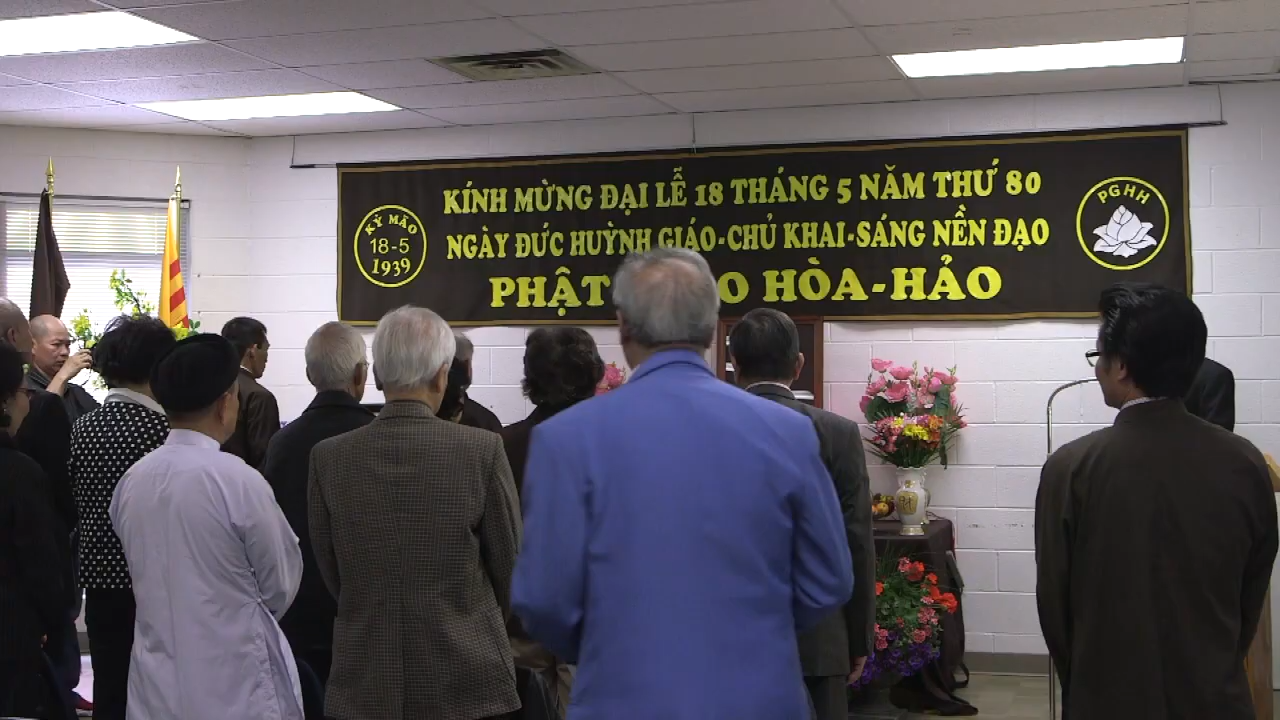 KÍNH MỪNG ĐẠI LỄ 18 THÁNG 5 NĂM THỨ 80
NGÀY ĐỨC HUỲNH GIÁO-CHỦ KHAI-SÁNG NỀN ĐẠO
PHẬT HÒA-HẢO
KỶ MÃO
18-5
1939
PGHH